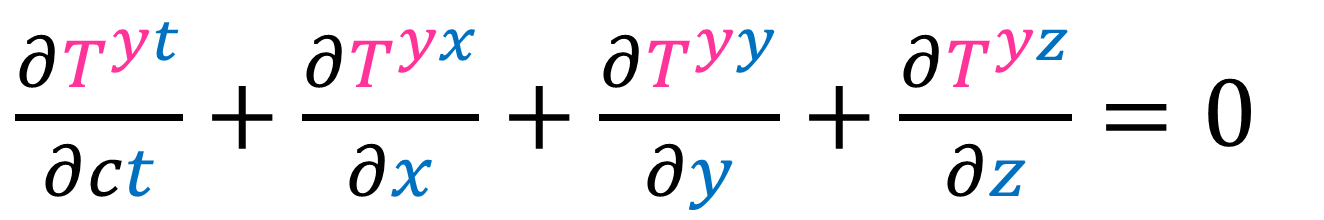 ∂T^{yt}/∂ct + ∂T^{yx}/∂x + ∂T^{yy}/∂y + ∂T^{yz}/∂z = 0